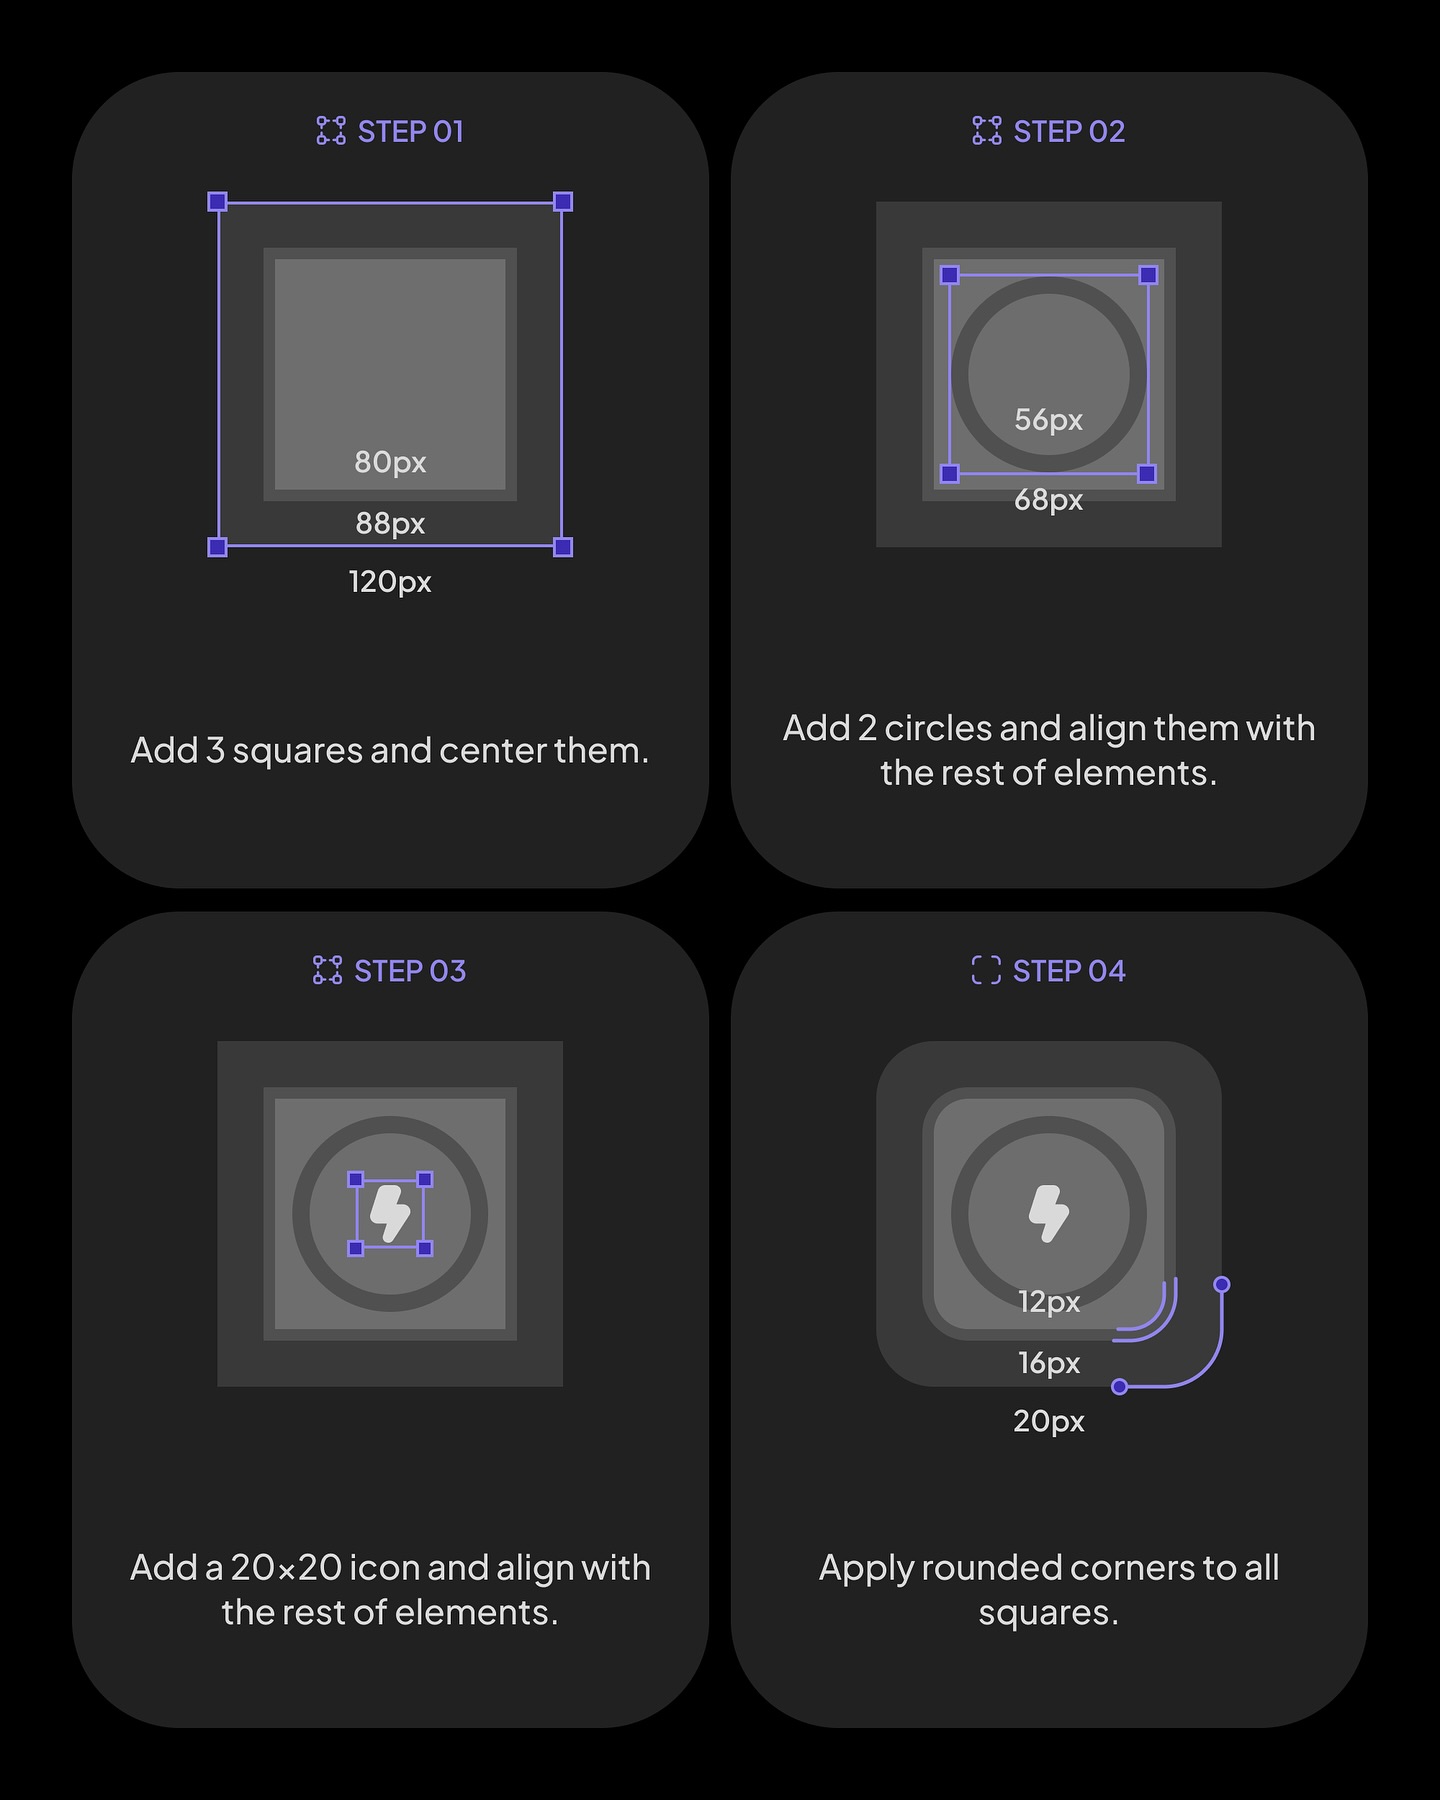 STEP 01
80px
88px
120px
Add 3 squares and center them.
STEP 02
56px
68px
Add 2 circles and align them with
the rest of elements.
STEP 03
Add a 20×20 icon and align with
the rest of elements.
STEP 04
12px
16px
20px
Apply rounded corners to all
squares.